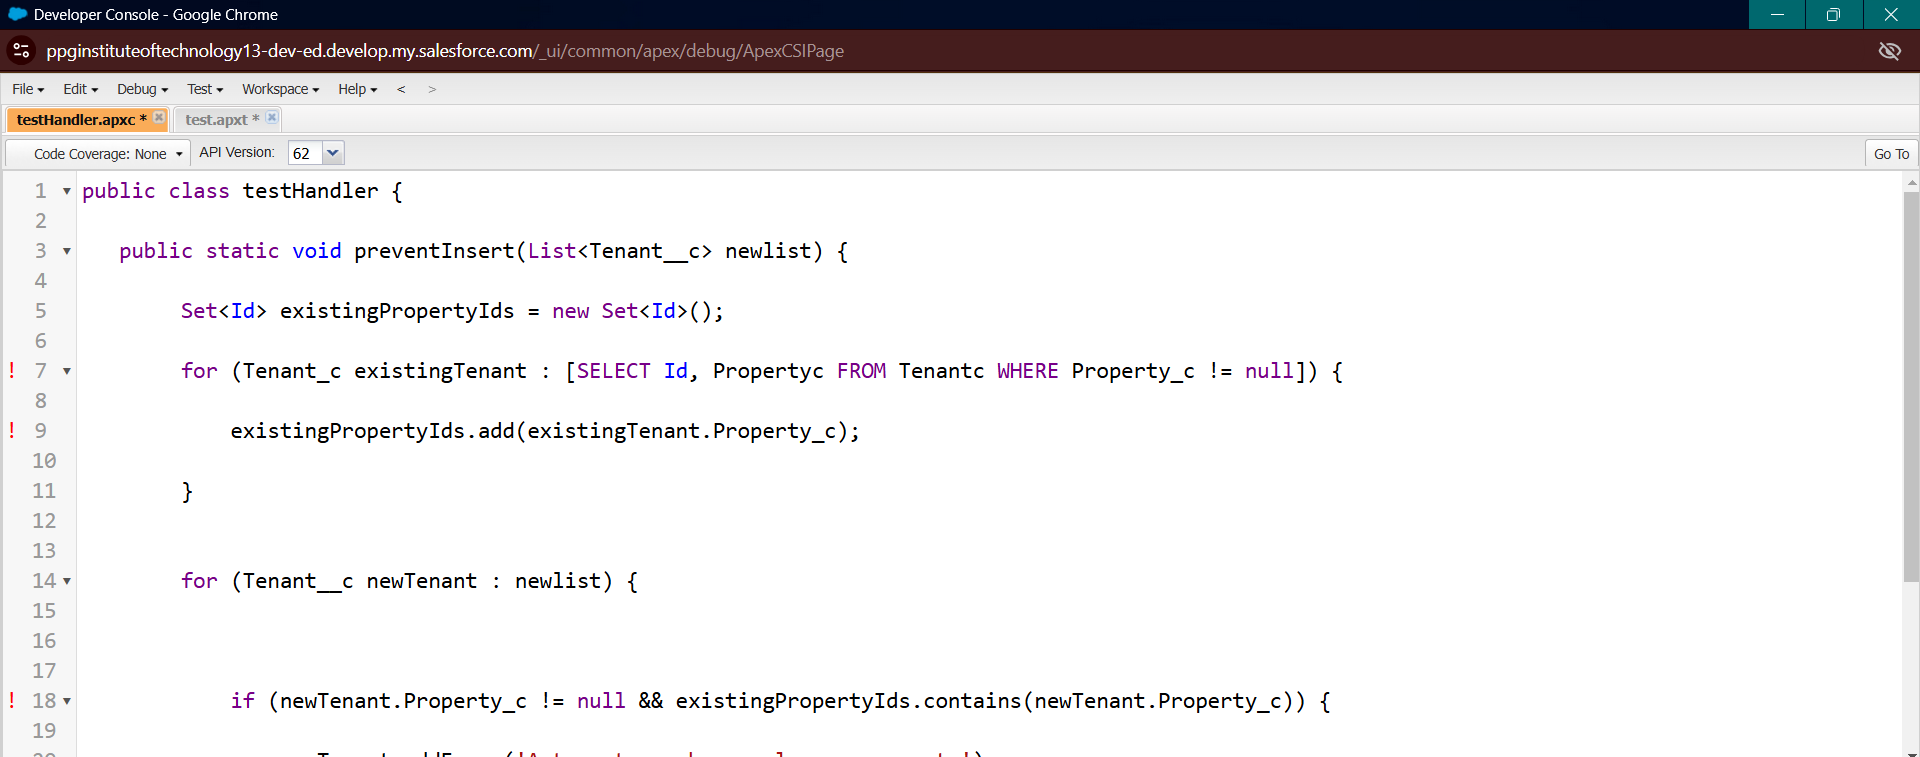 Developer Console - Google Chrome
ppginstituteoftechnology13-dev-ed.develop.my.salesforce.com/_ui/common/apex/debug/ApexCSIPage
File Edit Debug Test Workspace Help < >
testHandler.apxc * test.apxt *
Code Coverage: None API Version: 62 Go To
1 public class testHandler {
2
3 public static void preventInsert(List<Tenant__c> newlist) {
4
5 Set<Id> existingPropertyIds = new Set<Id>();
6
! 7 for (Tenant_c existingTenant : [SELECT Id, Propertyc FROM Tenantc WHERE Property_c != null]) {
8
! 9 existingPropertyIds.add(existingTenant.Property_c);
10
11 }
12
13
14 for (Tenant__c newTenant : newlist) {
15
16
17
! 18 if (newTenant.Property_c != null && existingPropertyIds.contains(newTenant.Property_c)) {
19